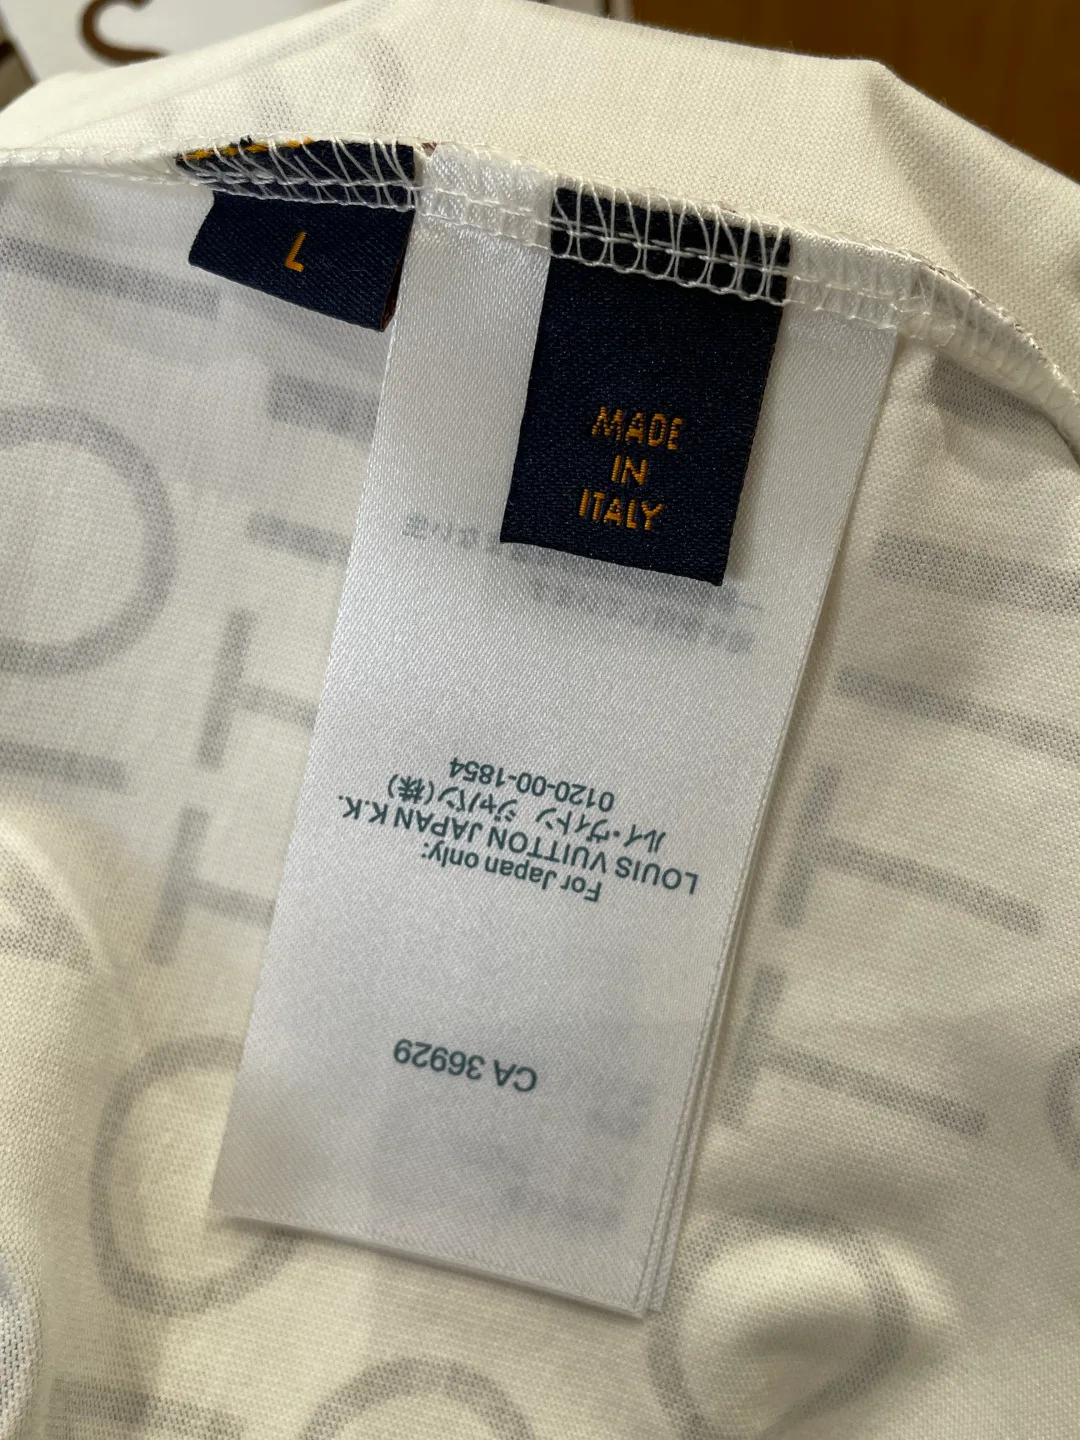 L
MADE
IN
ITALY
CA 36929
For Japan only:
LOUIS VUITTON JAPAN K.K.
ルイ・ヴィトン ジャパン(株)
0120-00-1854